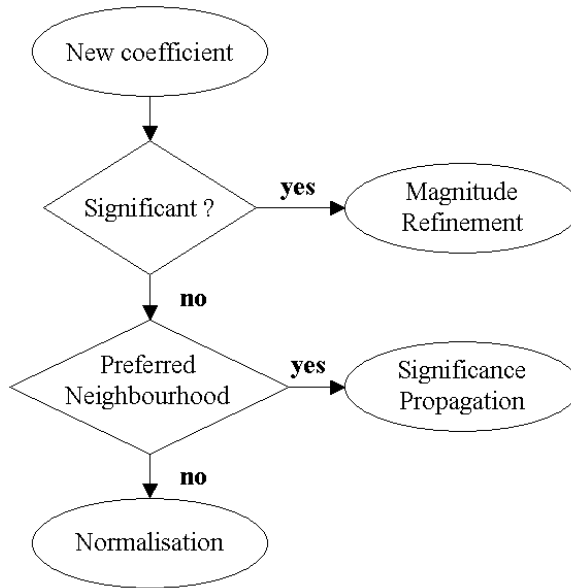 New coefficient
Significant ?
yes
Magnitude
Refinement
no
Preferred
Neighbourhood
yes
Significance
Propagation
no
Normalisation